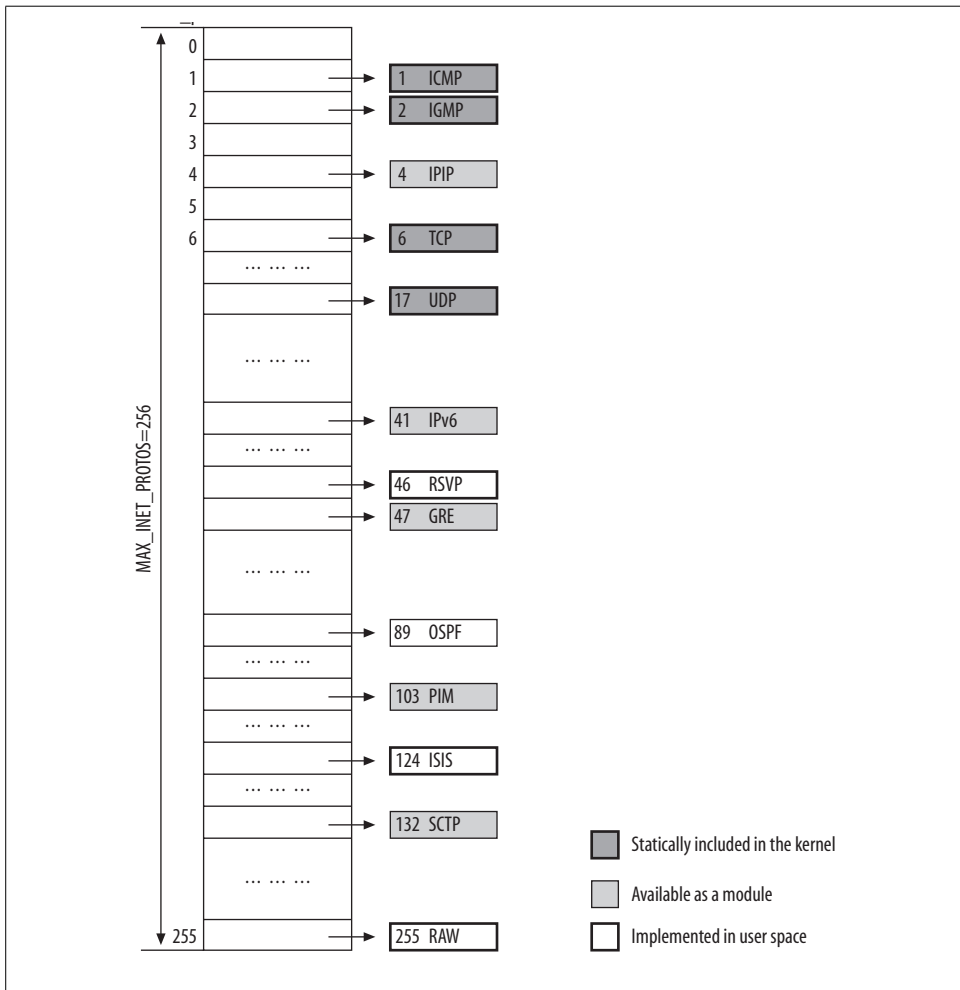 0
1
1 ICMP
2
2 IGMP
3
4
4 IPIP
5
6
6 TCP
... ... ...
17 UDP
... ... ...
MAX_INET_PROTOS=256
41 IPv6
... ... ...
46 RSVP
47 GRE
... ... ...
89 OSPF
... ... ...
103 PIM
... ... ...
124 ISIS
... ... ...
132 SCTP
... ... ...
255
255 RAW
Statically included in the kernel
Available as a module
Implemented in user space